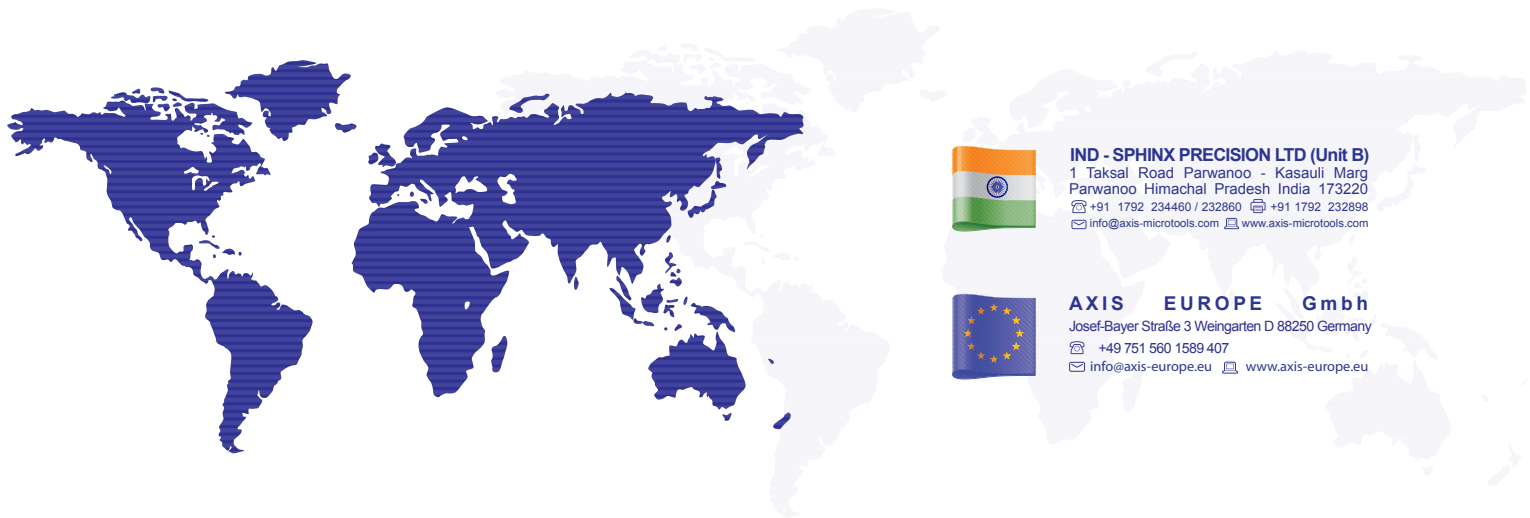 IND - SPHINX PRECISION LTD (Unit B)
1 Taksal Road Parwanoo - Kasauli Marg
Parwanoo Himachal Pradesh India 173220
+91 1792 234460 / 232860 +91 1792 232898
info@axis-microtools.com www.axis-microtools.com
AXIS EUROPE Gmbh
Josef-Bayer Straße 3 Weingarten D 88250 Germany
+49 751 560 1589 407
info@axis-europe.eu www.axis-europe.eu